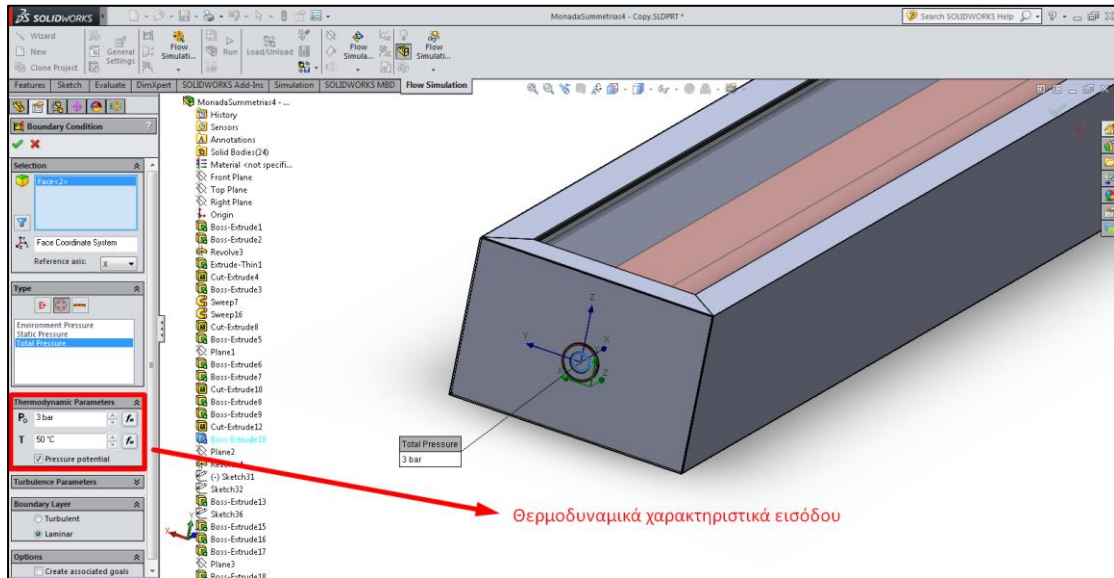 SOLIDWORKS
MonadaSummetrias4 - Copy.SLDPRT *
Search SOLIDWORKS Help
Wizard
New
Clone Project
General Settings
Flow Simulati...
Run
Load/Unload
Flow Simula...
Flow Simulati...
Features
Sketch
Evaluate
DimXpert
SOLIDWORKS Add-Ins
Simulation
SOLIDWORKS MBD
Flow Simulation
Boundary Condition
?
Selection
Face<2>
Face Coordinate System
Reference axis:
X
Type
Environment Pressure
Static Pressure
Total Pressure
Thermodynamic Parameters
P₀ 3 bar
T 50 °C
Pressure potential
Turbulence Parameters
Boundary Layer
Turbulent
Laminar
Options
Create associated goals
MonadaSummetrias4 - ...
History
Sensors
Annotations
Solid Bodies(24)
Material <not specifi...
Front Plane
Top Plane
Right Plane
Origin
Boss-Extrude1
Boss-Extrude2
Revolve3
Extrude-Thin1
Cut-Extrude4
Boss-Extrude3
Sweep7
Sweep16
Cut-Extrude8
Boss-Extrude5
Plane1
Boss-Extrude6
Boss-Extrude7
Cut-Extrude10
Boss-Extrude8
Boss-Extrude9
Cut-Extrude12
Boss-Extrude10
Plane2
(-) Sketch31
Sketch32
Boss-Extrude13
Sketch36
Boss-Extrude15
Boss-Extrude16
Boss-Extrude17
Plane3
Boss-Extrude18
Z
Y
X
X
Z
Total Pressure
3 bar
Θερμοδυναμικά χαρακτηριστικά εισόδου